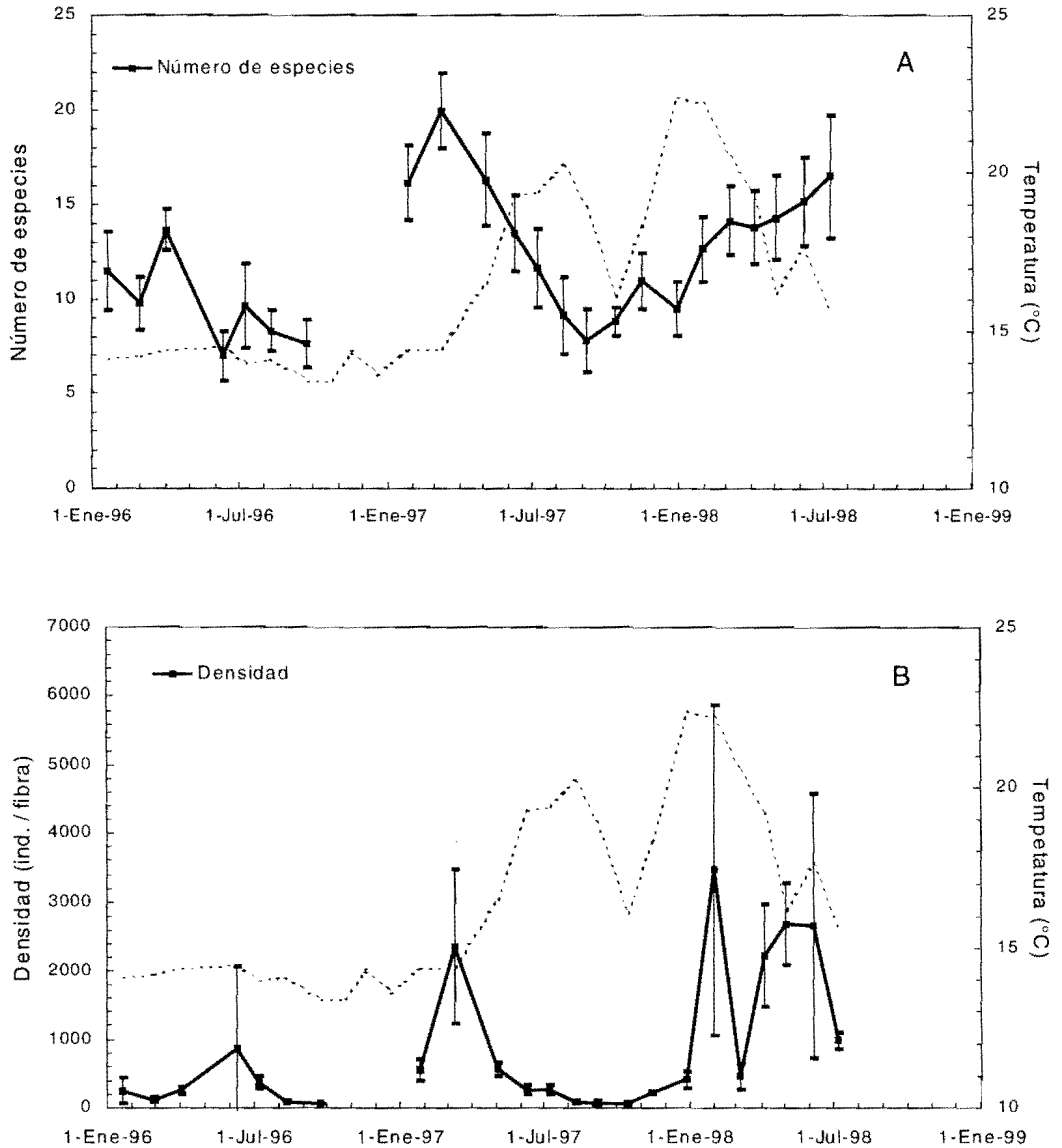 25
20
15
10
5
0
Número de especies
Número de especies
A
25
20
15
10
Temperatura (°C)
1-Ene-96 1-Jul-96 1-Ene-97 1-Jul-97 1-Ene-98 1-Jul-98 1-Ene-99
7000
6000
5000
4000
3000
2000
1000
0
Densidad (ind. / fibra)
Densidad
B
25
20
15
10
Tempetatura (°C)
1-Ene-96 1-Jul-96 1-Ene-97 1-Jul-97 1-Ene-98 1-Jul-98 1-Ene-99